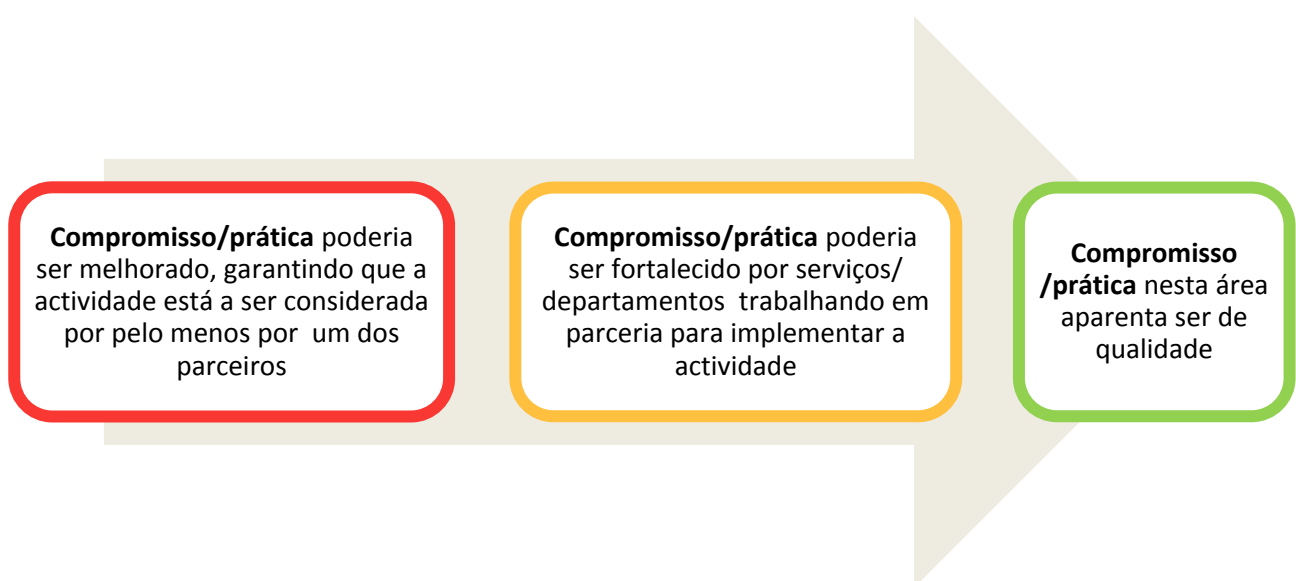 Compromisso/prática poderia
ser melhorado, garantindo que a
actividade está a ser considerada
por pelo menos por um dos
parceiros
Compromisso/prática poderia
ser fortalecido por serviços/
departamentos trabalhando em
parceria para implementar a
actividade
Compromisso
/prática nesta área
aparenta ser de
qualidade